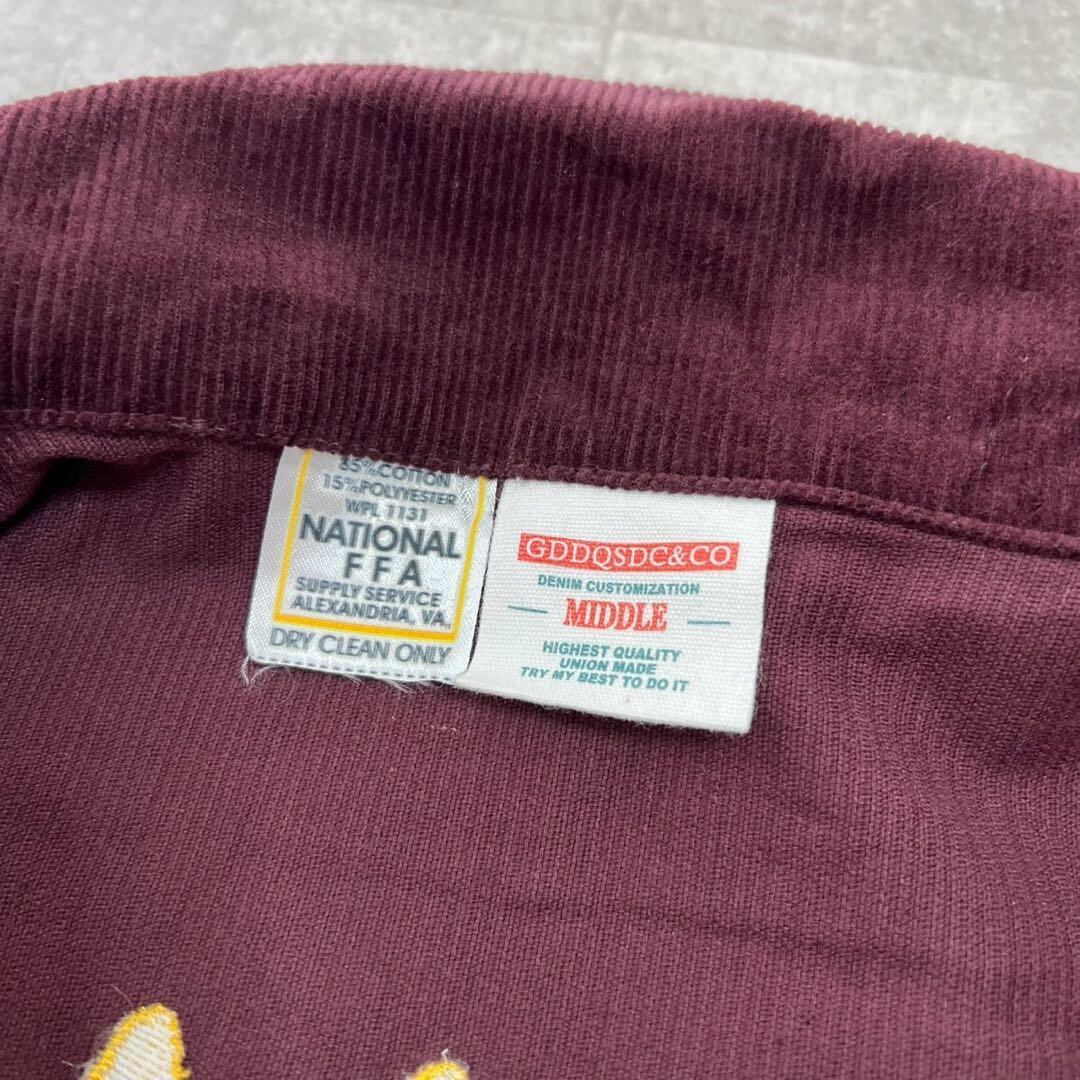 85%COTTON
15%POLYYESTER
WPL 1131
NATIONAL
FFA
SUPPLY SERVICE
ALEXANDRIA, VA.,
DRY CLEAN ONLY
GDDQSDC&CO
DENIM CUSTOMIZATION
MIDDLE
HIGHEST QUALITY
UNION MADE
TRY MY BEST TO DO IT